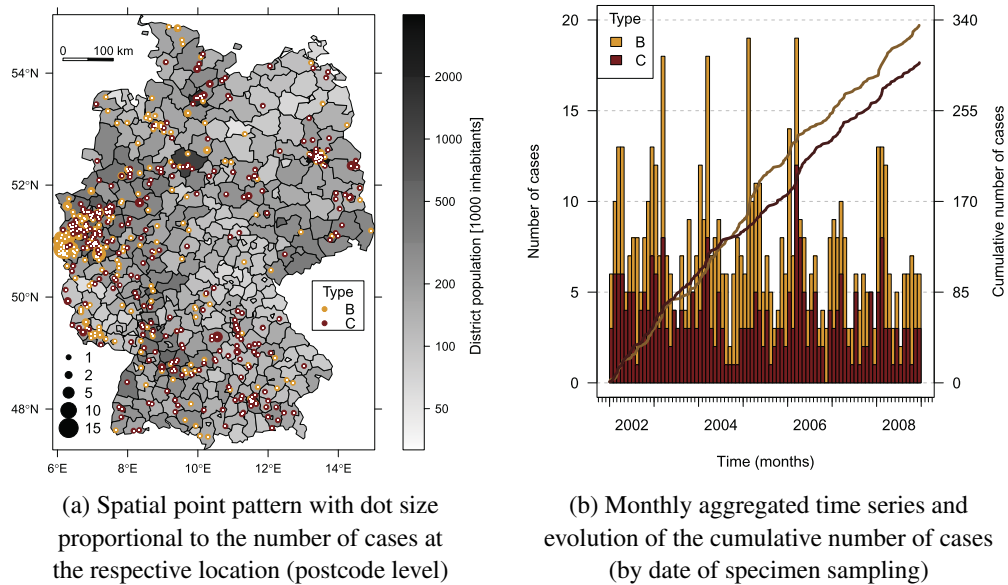 0 100 km
54°N
52°N
50°N
48°N
6°E 8°E 10°E 12°E 14°E
Type
B
C
1
2
5
10
15
2000
1000
500
200
100
50
District population [1000 inhabitants]
(a) Spatial point pattern with dot size
proportional to the number of cases at
the respective location (postcode level)
Type
B
C
20
15
10
5
0
Number of cases
340
255
170
85
0
Cumulative number of cases
2002 2004 2006 2008
Time (months)
(b) Monthly aggregated time series and
evolution of the cumulative number of cases
(by date of specimen sampling)